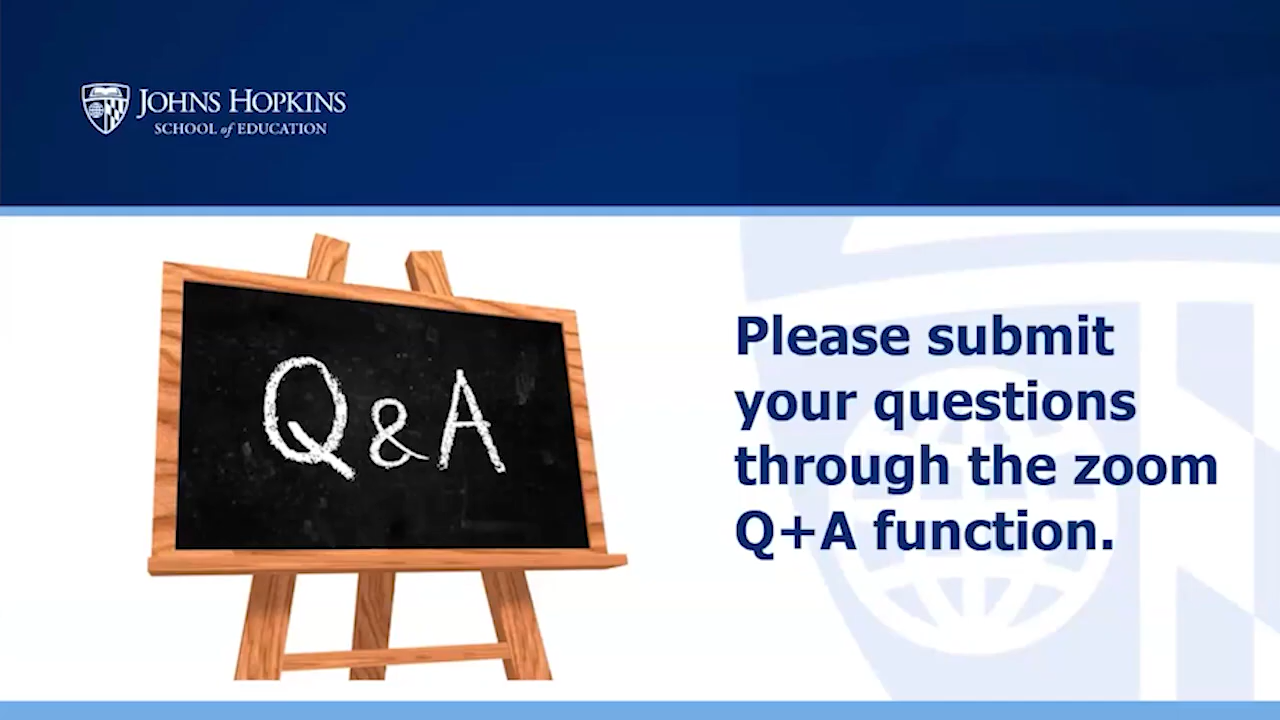 JOHNS HOPKINS
SCHOOL of EDUCATION
Q & A
Please submit
your questions
through the zoom
Q+A function.